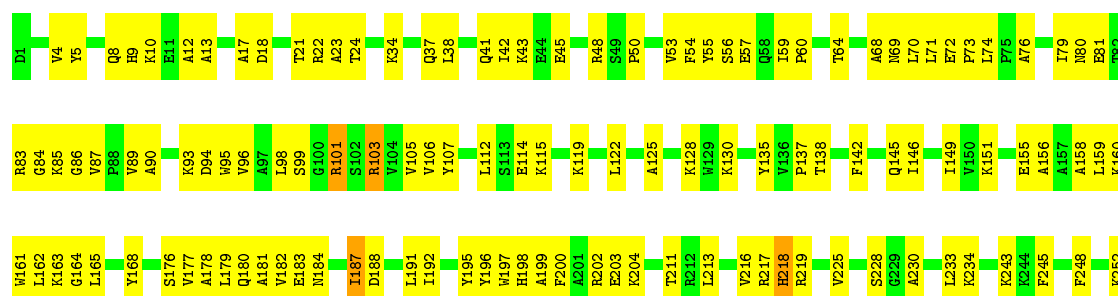 D1 V4 Y5 Q8 H9 K10 E11 A12 A13 A17 D18 T21 R22 A23 T24 K34 Q37 L38 Q41 I42 K43 E44 E45 R48 S49 P50 V53 F54 Y55 S56 E57 Q58 I59 P60 T64 A68 N69 L70 L71 E72 P73 L74 P75 A76 I79 N80 E81 T82
R83 G84 K85 G86 V87 P88 V89 A90 K93 D94 W95 V96 A97 L98 S99 G100 R101 S102 R103 V104 V105 V106 Y107 L112 S113 E114 K115 K119 L122 A125 K128 W129 K130 Y135 V136 P137 T138 F142 Q145 I146 I149 V150 K151 E155 A156 A157 A158 L159 K160
W161 L162 K163 G164 L165 Y168 S176 V177 A178 L179 Q180 A181 V182 E183 N184 I187 D188 L191 I192 Y195 Y196 W197 H198 A199 F200 A201 R202 E203 K204 T211 R212 L213 V216 R217 H218 R219 V225 S228 G229 A230 L233 K234 K243 K244 F245 F248